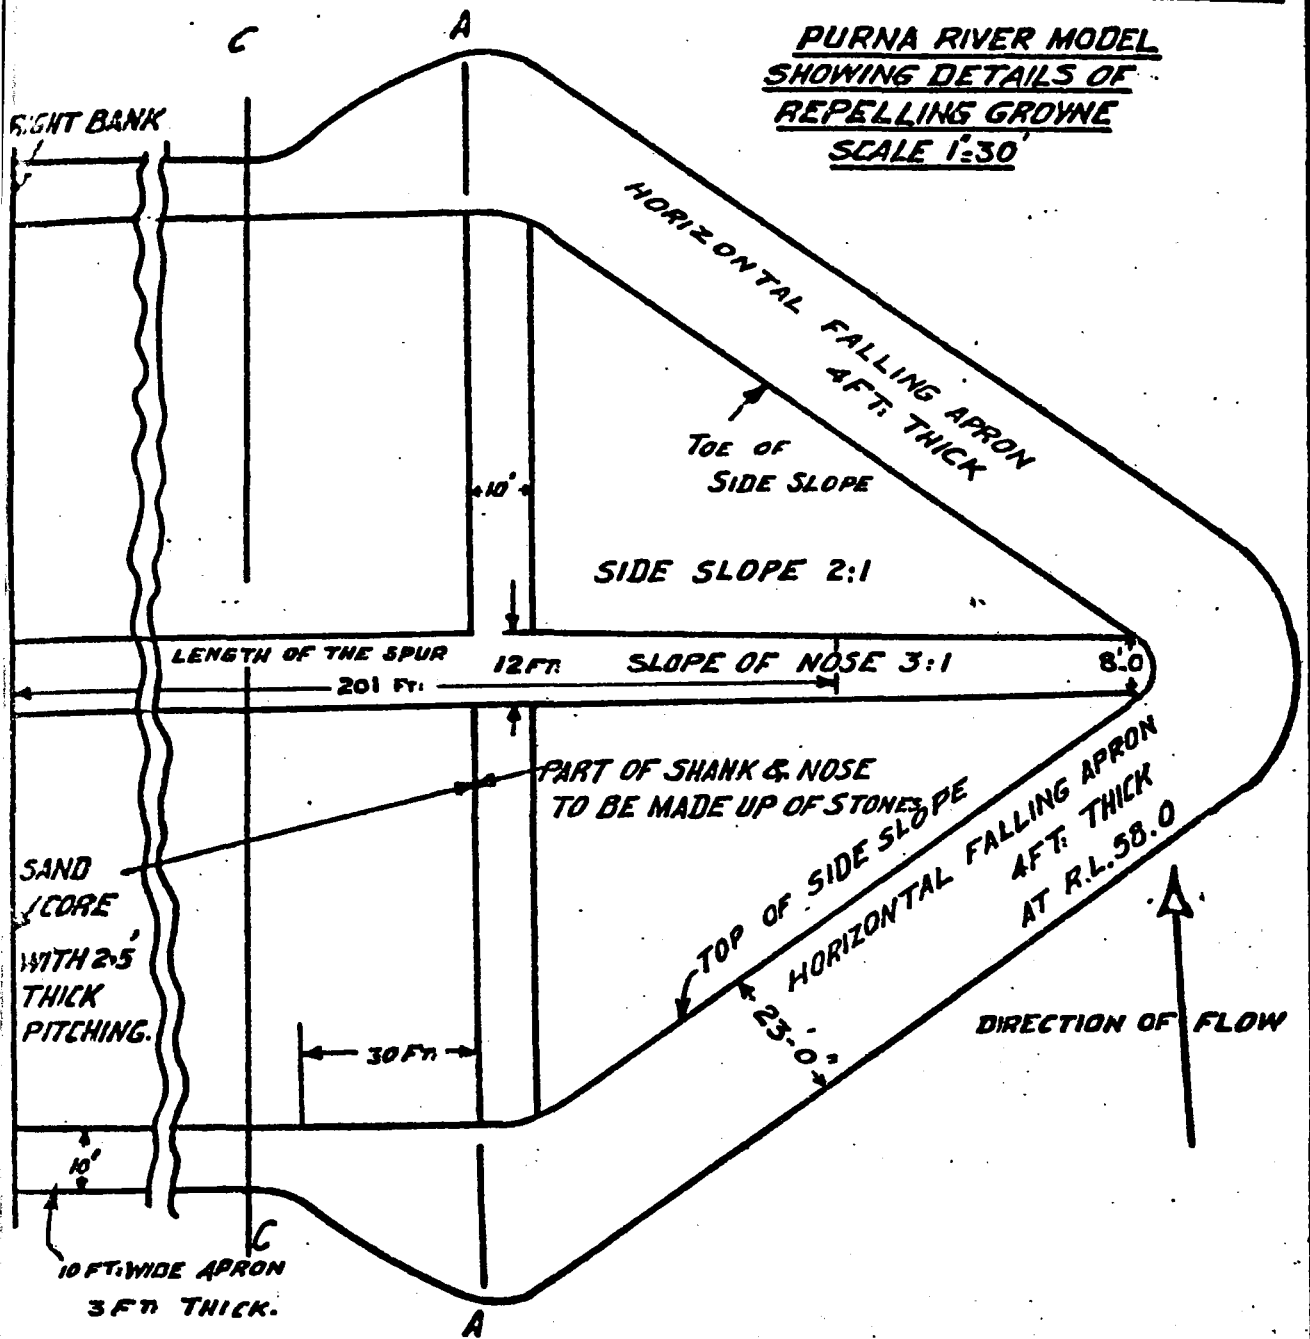 PURNA RIVER MODEL
SHOWING DETAILS OF
REPELLING GROYNE
SCALE 1"=30'
C
A
RIGHT BANK
HORIZONTAL FALLING APRON
4FT. THICK
TOE OF
SIDE SLOPE
10'
SIDE SLOPE 2:1
LENGTH OF THE SPUR
201 FT.
12FT.
SLOPE OF NOSE 3:1
8'.0
PART OF SHANK & NOSE
TO BE MADE UP OF STONES
SAND
CORE
WITH 2.5'
THICK
PITCHING.
TOP OF SIDE SLOPE
HORIZONTAL FALLING APRON
4FT. THICK
AT R.L.58.0
23'-0"
30FT.
DIRECTION OF FLOW
10'
C
10 FT. WIDE APRON
3FT. THICK.
A